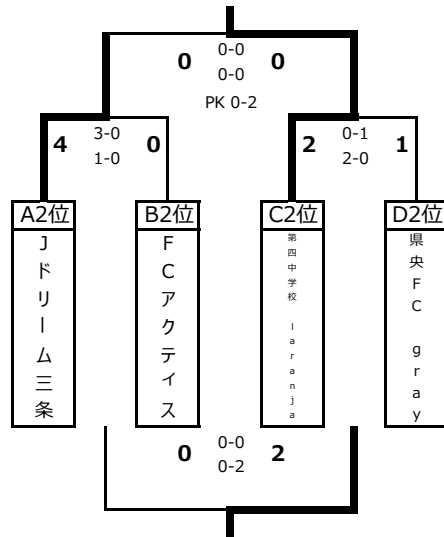 0 0-0 0
0-0
PK 0-2
4 3-0 0
1-0
2 0-1 1
2-0
A2位
B2位
C2位
D2位
Jドリーム三条
FCアクティス
第四中学校 laranja
県央FC gray
0 0-0 2
0-2